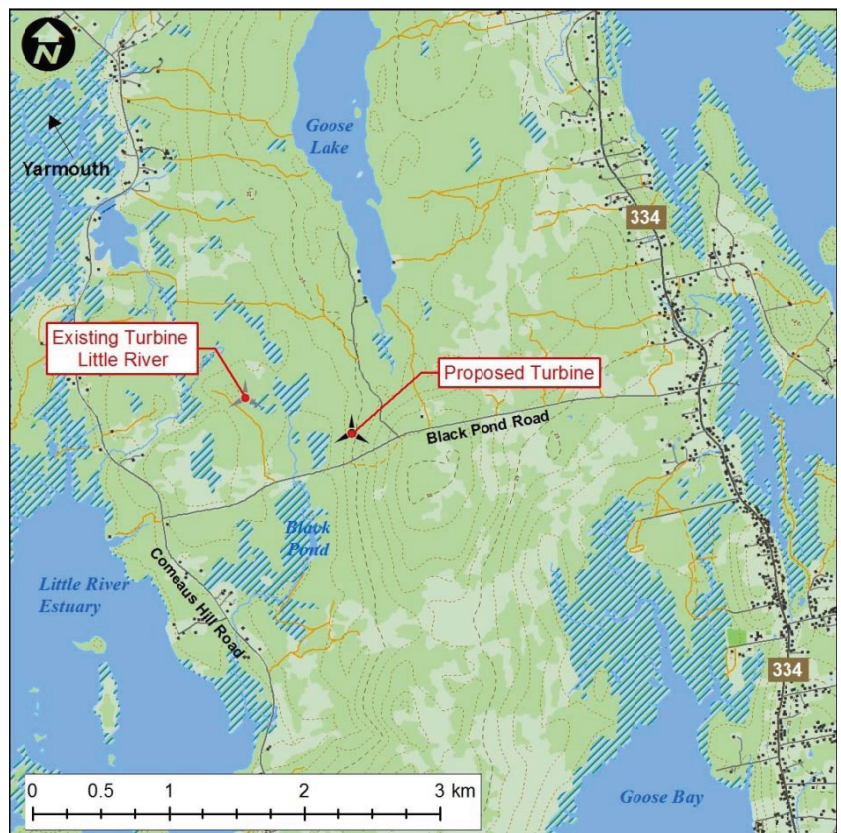 N
Goose
Lake
Yarmouth
334
Existing Turbine
Little River
Proposed Turbine
Black Pond Road
Black
Pond
Little River
Estuary
Comeaus Hill Road
334
0 0.5 1 2 3 km
Goose Bay